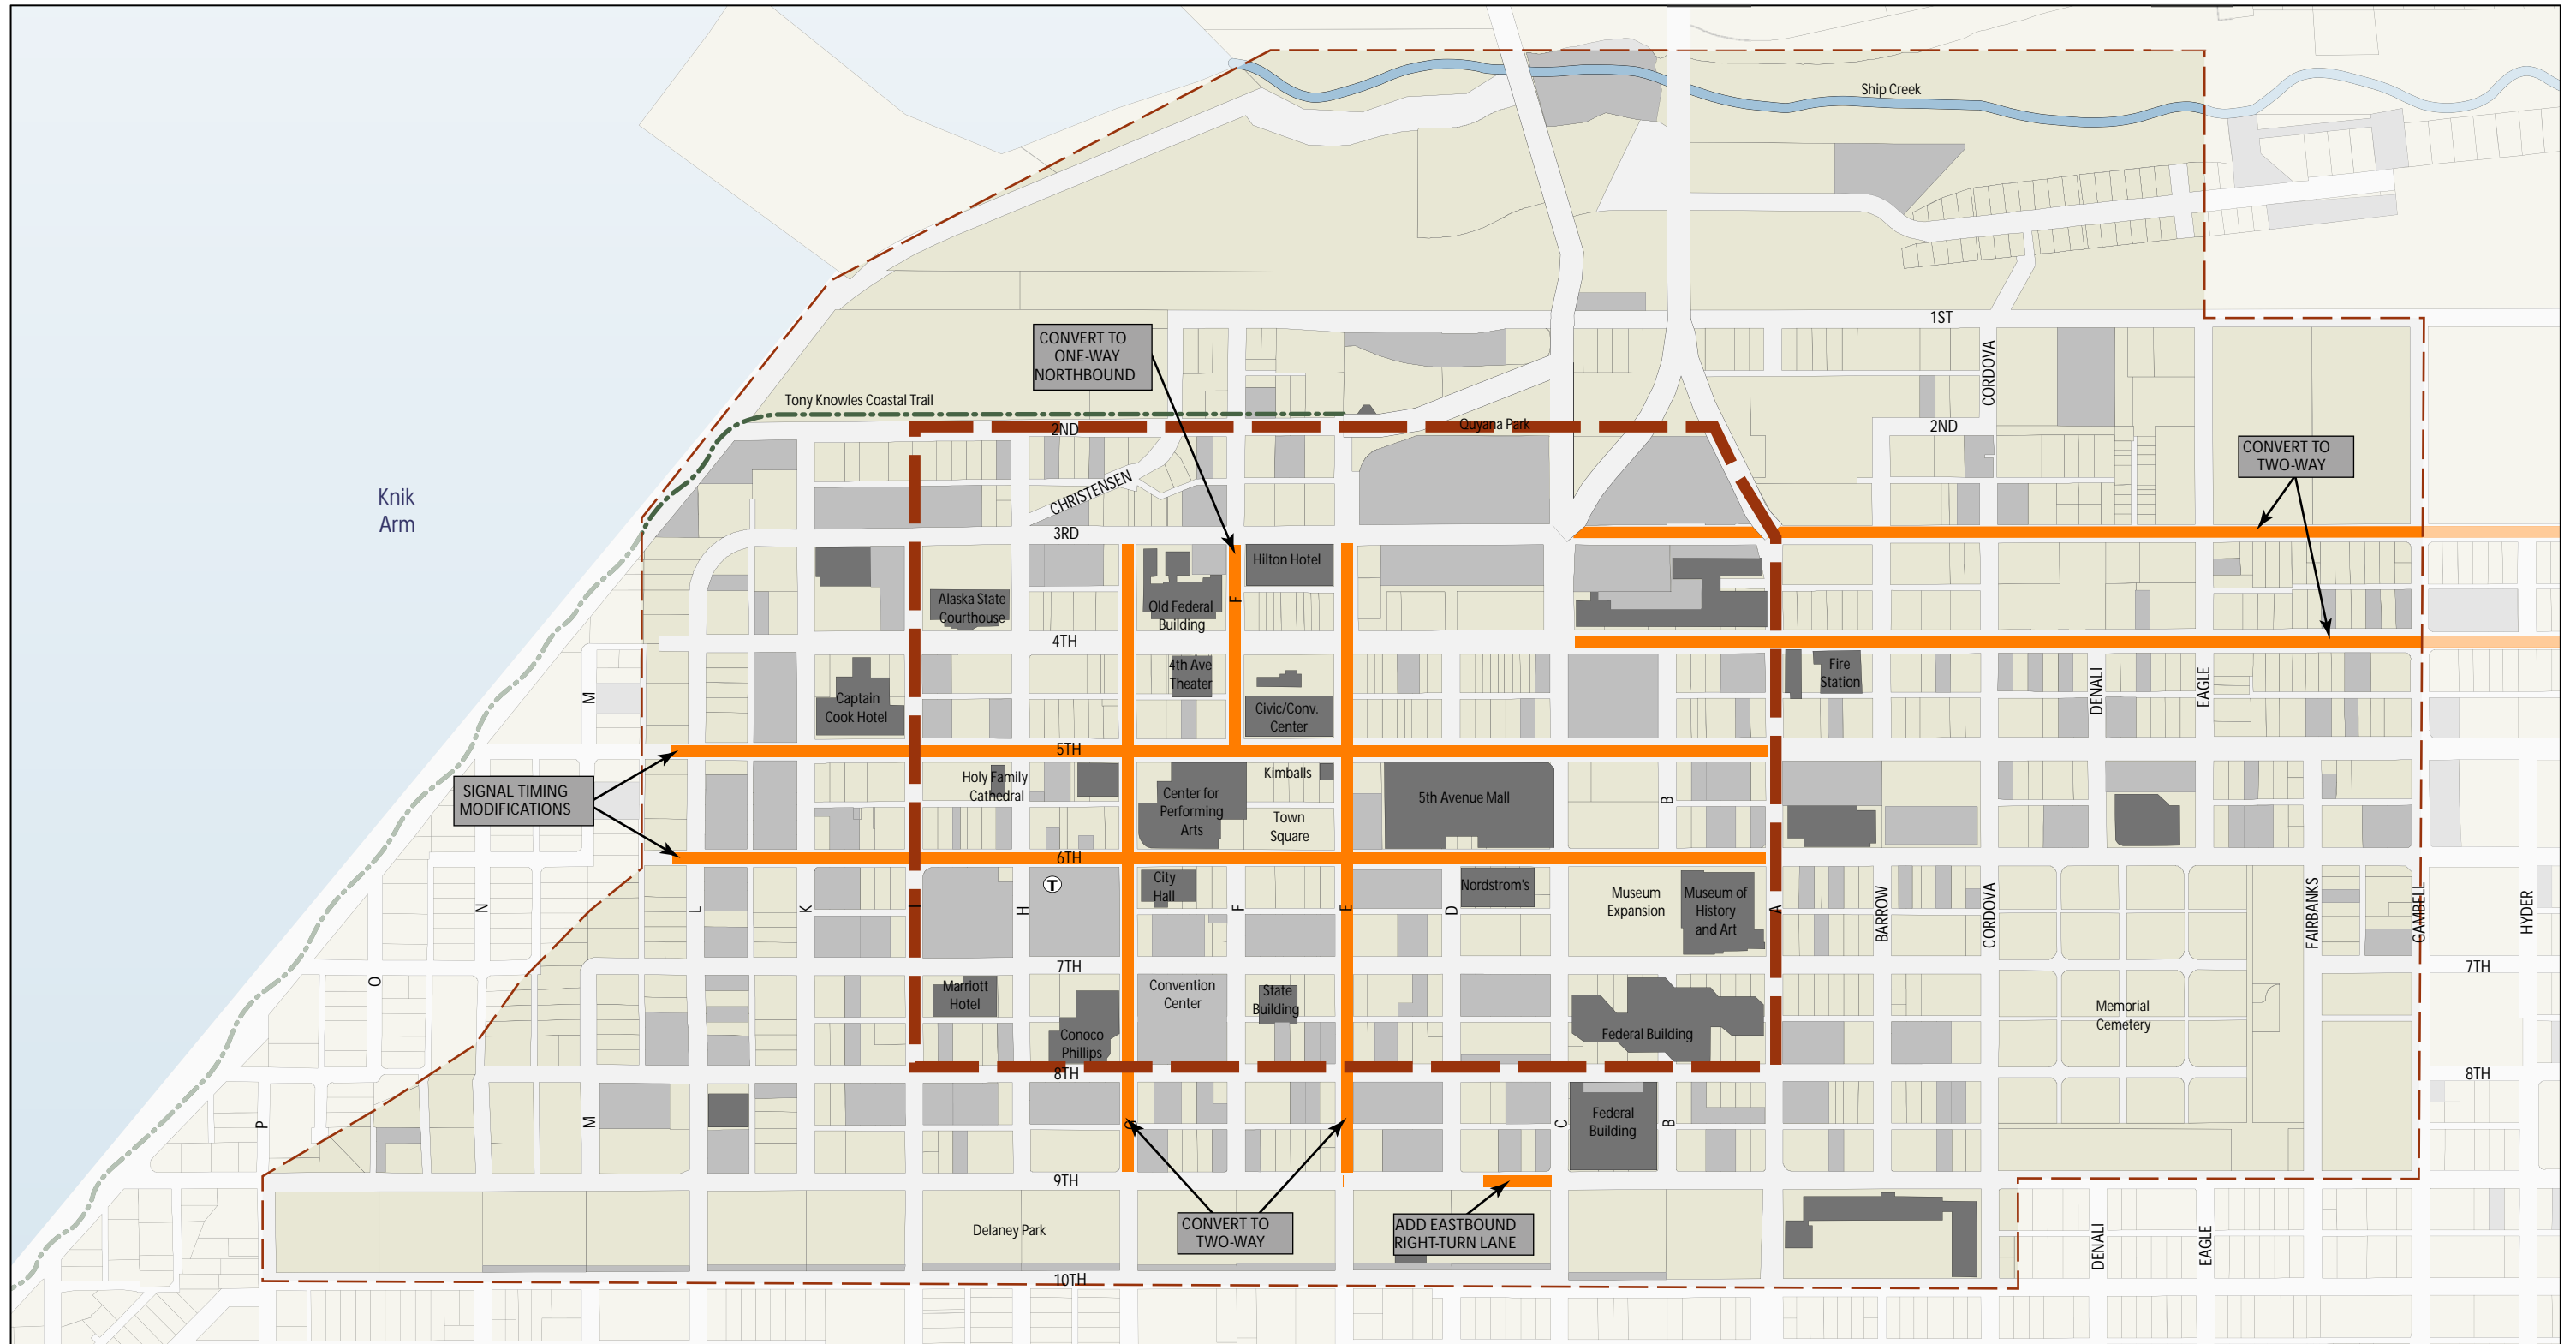 Ship Creek
1ST
CONVERT TO
ONE-WAY
NORTHBOUND
CORDOVA
Tony Knowles Coastal Trail
2ND
Quyana Park
2ND
CONVERT TO
TWO-WAY
Knik
Arm
CHRISTENSEN
3RD
Hilton Hotel
Alaska State
Courthouse
Old Federal
Building
F
4TH
4th Ave
Theater
Fire
Station
M
Captain
Cook Hotel
Civic/Conv.
Center
DENALI
EAGLE
5TH
SIGNAL TIMING
MODIFICATIONS
Holy Family
Cathedral
Center for
Performing
Arts
Kimballs
Town
Square
5th Avenue Mall
B
6TH
T
City
Hall
Nordstrom's
Museum
Expansion
Museum of
History
and Art
N
L
K
I
H
F
E
D
A
BARROW
CORDOVA
FAIRBANKS
GAMBELL
HYDER
O
7TH
7TH
Marriott
Hotel
Convention
Center
State
Building
Conoco
Phillips
Federal Building
Memorial
Cemetery
8TH
8TH
P
M
G
C
Federal
Building
B
9TH
Delaney Park
CONVERT TO
TWO-WAY
ADD EASTBOUND
RIGHT-TURN LANE
DENALI
EAGLE
10TH